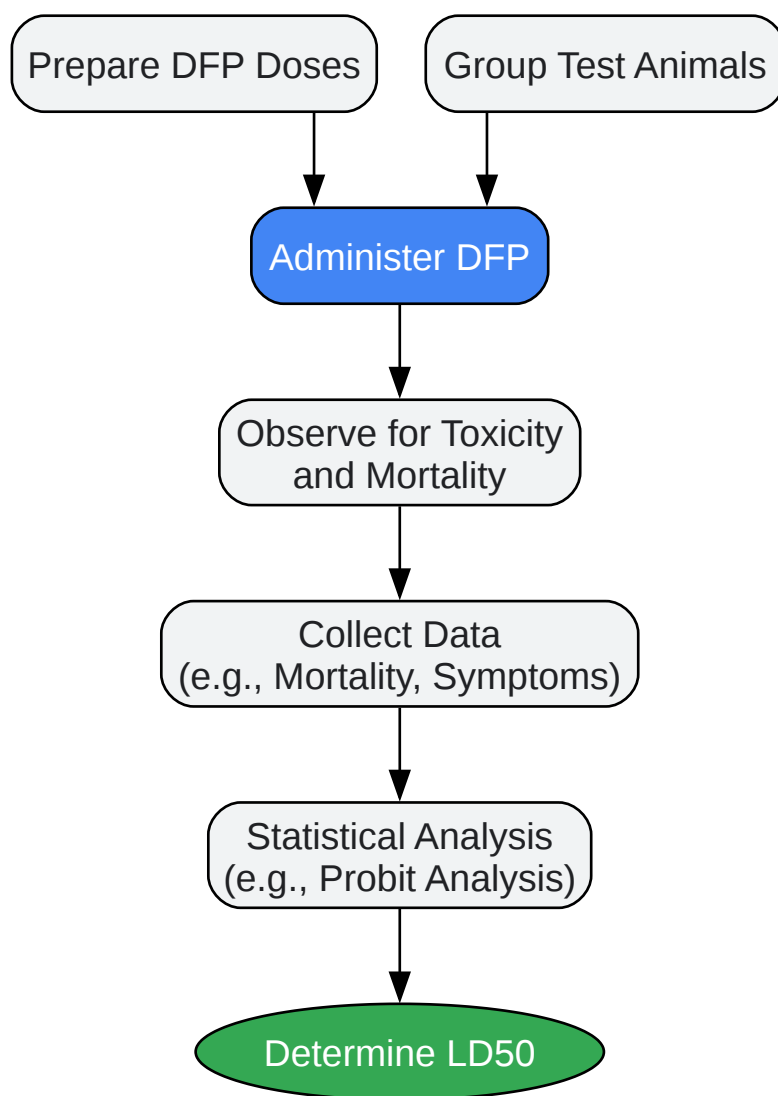 Prepare DFP Doses
Group Test Animals
Administer DFP
Observe for Toxicity
and Mortality
Collect Data
(e.g., Mortality, Symptoms)
Statistical Analysis
(e.g., Probit Analysis)
Determine LD50